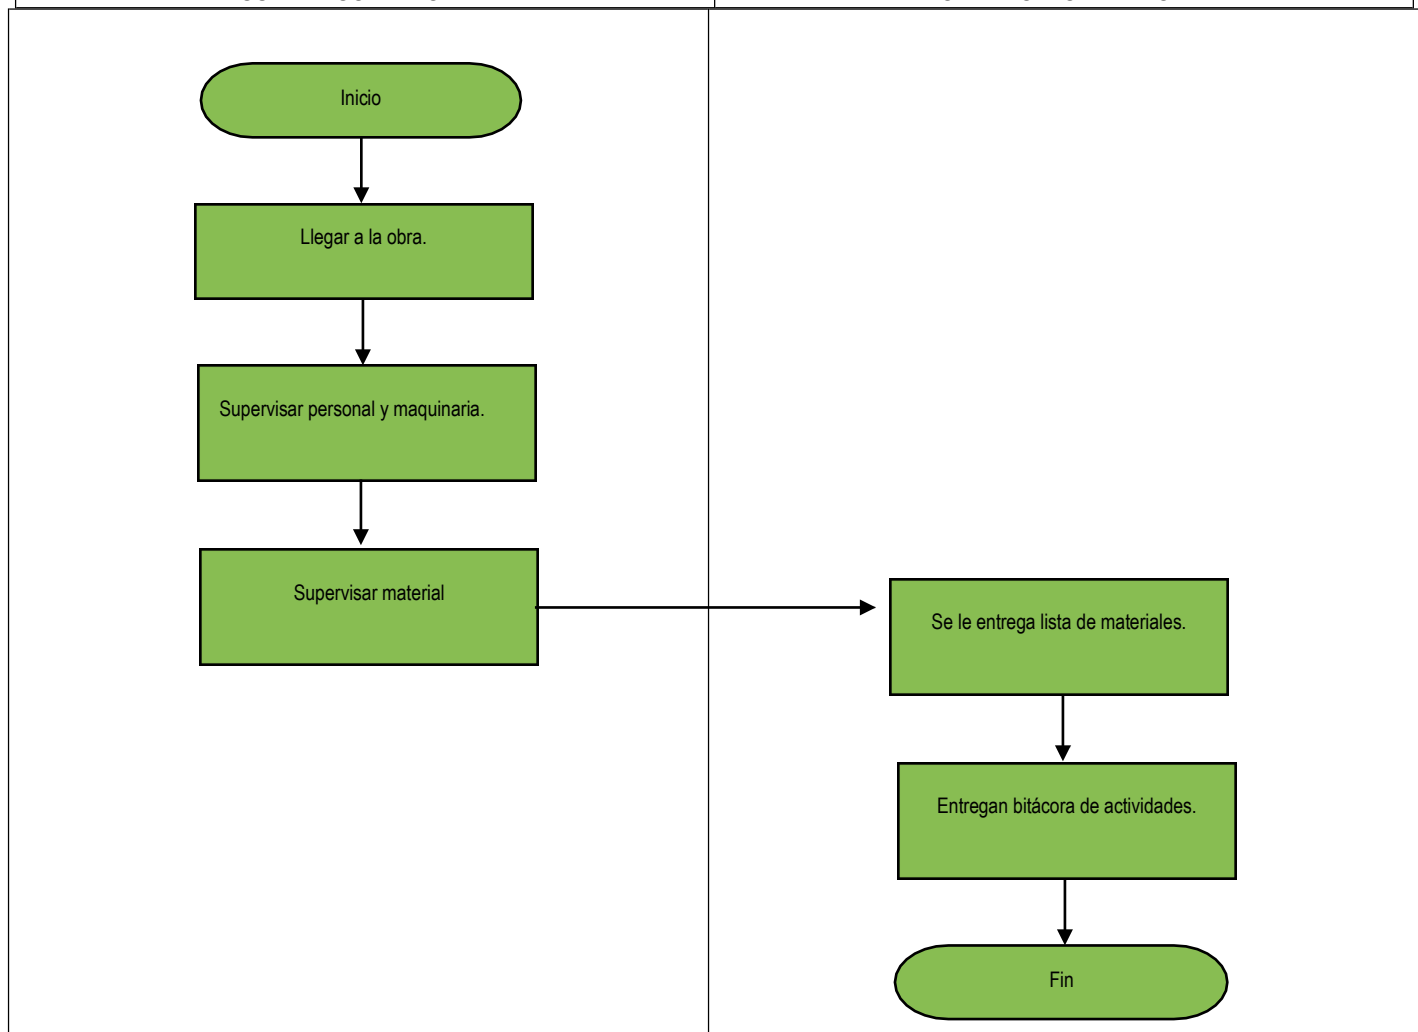 Inicio
Llegar a la obra.
Supervisar personal y maquinaria.
Supervisar material
Se le entrega lista de materiales.
Entregan bitácora de actividades.
Fin